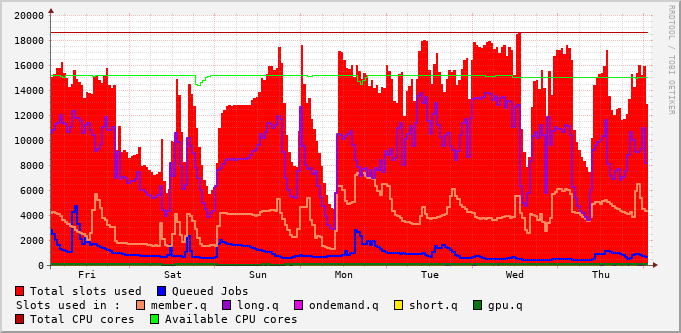 20000
18000
16000
14000
12000
10000
8000
6000
4000
2000
0
Fri Sat Sun Mon Tue Wed Thu
RRDTOOL / TOBI OETIKER
Total slots used Queued Jobs
Slots used in : member.q long.q ondemand.q short.q gpu.q
Total CPU cores Available CPU cores